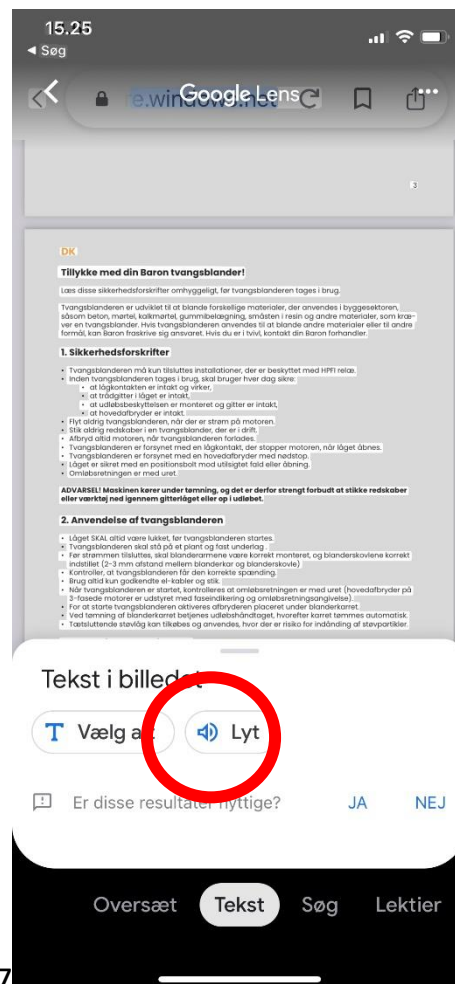 15.25
◂ Søg
e.windows.net
Google Lens
3
DK
Tillykke med din Baron tvangsblander!
Læs disse sikkerhedsforskrifter omhyggeligt, før tvangsblanderen tages i brug.
Tvangsblanderen er udviklet til at blande forskellige materialer, der anvendes i byggesektoren,
såsom beton, mørtel, kalkmørtel, gummibelægning, småsten i resin og andre materialer, som kræ-
ver en tvangsblander. Hvis tvangsblanderen anvendes til at blande andre materialer eller til andre
formål, kan Baron fraskrive sig ansvaret. Hvis du er i tvivl, kontakt din Baron forhandler.
1. Sikkerhedsforskrifter
• Tvangsblanderen må kun tilsluttes installationer, der er beskyttet med HPFI relæ.
• Inden tvangsblanderen tages i brug, skal bruger hver dag sikre:
• at lågkontakten er intakt og virker,
• at trådgitter i låget er intakt,
• at udløbsbeskyttelsen er monteret og gitter er intakt,
• at hovedafbryder er intakt.
• Flyt aldrig tvangsblanderen, når der er strøm på motoren.
• Stik aldrig redskaber i en tvangsblander, der er i drift.
• Afbryd altid motoren, når tvangsblanderen forlades.
• Tvangsblanderen er forsynet med en lågkontakt, der stopper motoren, når låget åbnes.
• Tvangsblanderen er forsynet med en hovedafbryder med nødstop.
• Låget er sikret med en positionsbolt mod utilsigtet fald eller åbning.
• Omløbsretningen er med uret.
ADVARSEL! Maskinen kører under tømning, og det er derfor strengt forbudt at stikke redskaber
eller værktøj ned igennem gitterlåget eller op i udløbet.
2. Anvendelse af tvangsblanderen
• Låget SKAL altid være lukket, før tvangsblanderen startes.
• Tvangsblanderen skal stå på et plant og fast underlag .
• Før strømmen tilsluttes, skal blanderarmene være korrekt monteret, og blanderskovlene korrekt
indstillet (2-3 mm afstand mellem blanderkar og blanderskovle)
• Kontroller, at tvangsblanderen får den korrekte spænding.
• Brug altid kun godkendte el-kabler og stik.
• Når tvangsblanderen er startet, kontrolleres at omløbsretningen er med uret (hovedafbryder på
3-fasede motorer er udstyret med faseindikering og omløbsretningsangivelse).
• For at starte tvangsblanderen aktiveres afbryderen placeret under blanderkarret.
• Ved tømning af blanderkarret betjenes udløbshåndtaget, hvorefter karret tømmes automatisk.
• Tætsluttende støvlåg kan tilkøbes og anvendes, hvor der er risiko for indånding af støvpartikler.
Tekst i billedet
T Vælg alt
Lyt
Er disse resultater nyttige?
JA
NEJ
Oversæt
Tekst
Søg
Lektier
7